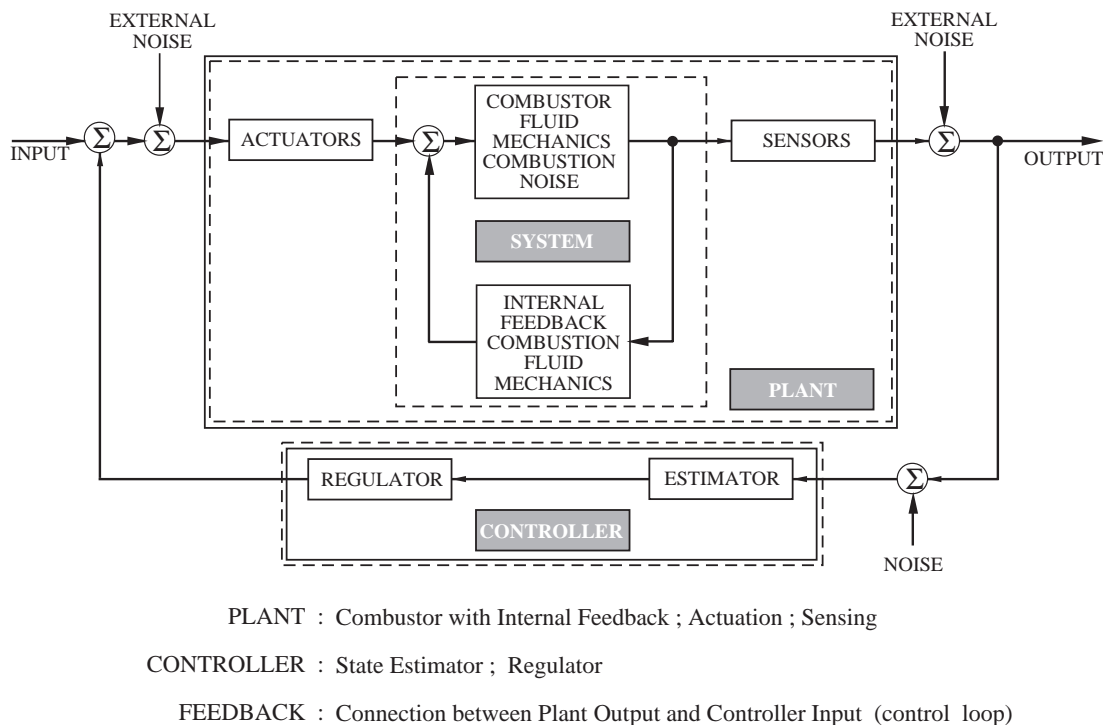 EXTERNAL
NOISE
EXTERNAL
NOISE
COMBUSTOR
FLUID
MECHANICS
COMBUSTION
NOISE
Σ
Σ
ACTUATORS
Σ
SENSORS
Σ
INPUT
OUTPUT
SYSTEM
INTERNAL
FEEDBACK
COMBUSTION
FLUID
MECHANICS
PLANT
REGULATOR
ESTIMATOR
Σ
CONTROLLER
NOISE
PLANT : Combustor with Internal Feedback ; Actuation ; Sensing
CONTROLLER : State Estimator ; Regulator
FEEDBACK : Connection between Plant Output and Controller Input (control loop)